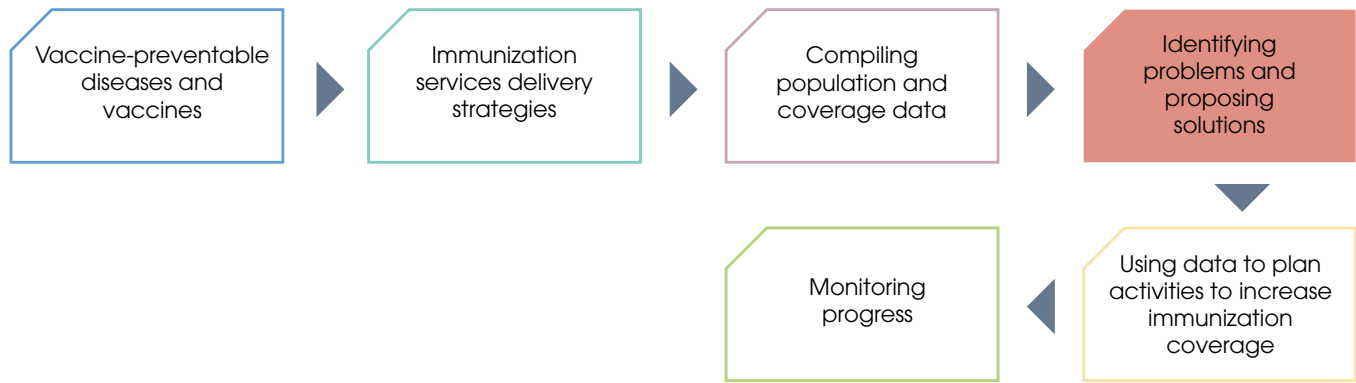 Vaccine-preventable
diseases and
vaccines
Immunization
services delivery
strategies
Compiling
population and
coverage data
Identifying
problems and
proposing
solutions
Using data to plan
activities to increase
immunization
coverage
Monitoring
progress